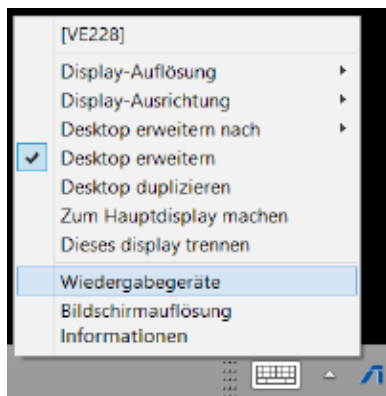 [VE228]
Display-Auflösung
Display-Ausrichtung
Desktop erweitern nach
Desktop erweitern
Desktop duplizieren
Zum Hauptdisplay machen
Dieses display trennen
Wiedergabegeräte
Bildschirmauflösung
Informationen